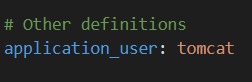 # Other definitions
application_user: tomcat